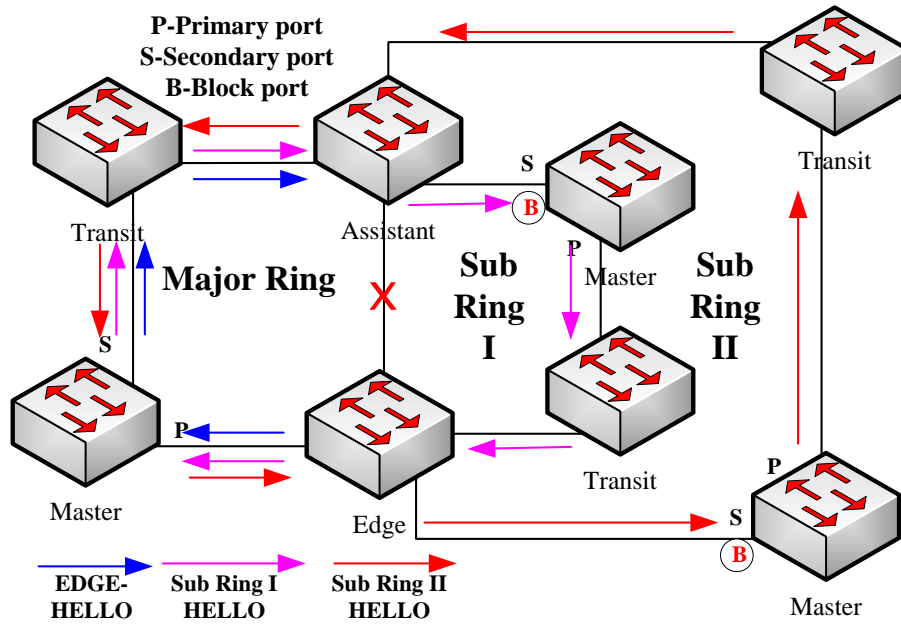 P-Primary port
S-Secondary port
B-Block port
Transit
Assistant
S
B
P
Master
Transit
Major Ring
Sub
Ring
I
Sub
Ring
II
X
S
P
Master
Edge
Transit
P
S
B
Master
EDGE-
HELLO
Sub Ring I
HELLO
Sub Ring II
HELLO